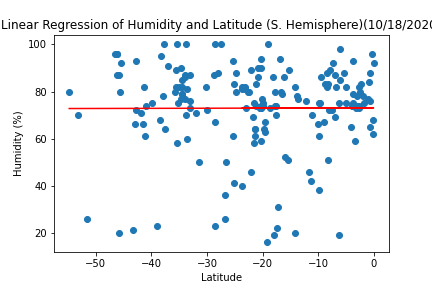 Linear Regression of Humidity and Latitude (S. Hemisphere)(10/18/2020
Humidity (%)
100
80
60
40
20
−50 −40 −30 −20 −10 0
Latitude